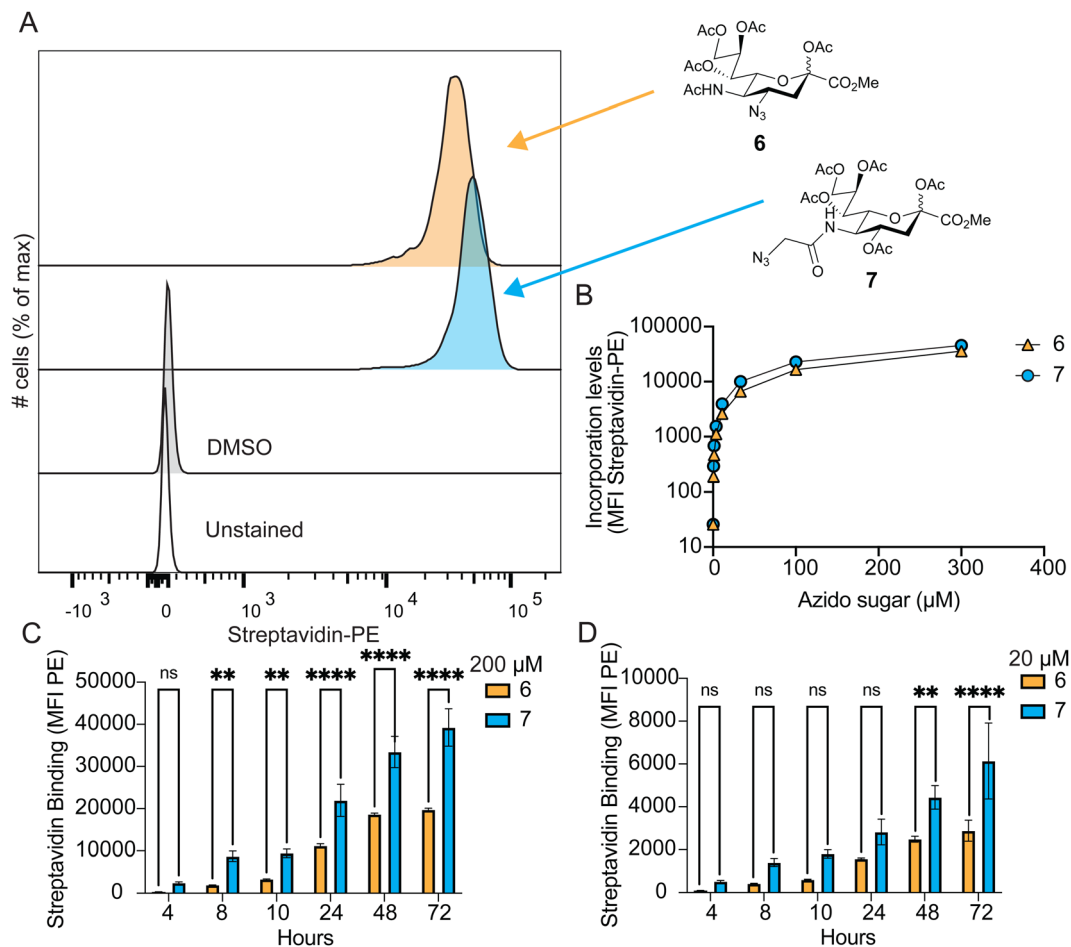 A
# cells (% of max)
DMSO
Unstained
-10 3
0
10 3
10 4
10 5
Streptavidin-PE
AcO
OAc
OAc
AcO
O
CO2Me
AcHN
N3
6
AcO
OAc
OAc
AcO
H
O
CO2Me
N
AcO
N3
O
7
B
Incorporation levels
(MFI Streptavidin-PE)
100000
10000
1000
100
10
0
100
200
300
400
Azido sugar (µM)
6
7
C
Streptavidin Binding (MFI PE)
50000
40000
30000
20000
10000
0
ns
**
**
****
****
****
4
8
10
24
48
72
Hours
200 µM
6
7
D
Streptavidin Binding (MFI PE)
8000
6000
4000
2000
0
ns
ns
ns
ns
**
****
4
8
10
24
48
72
Hours
20 µM
6
7